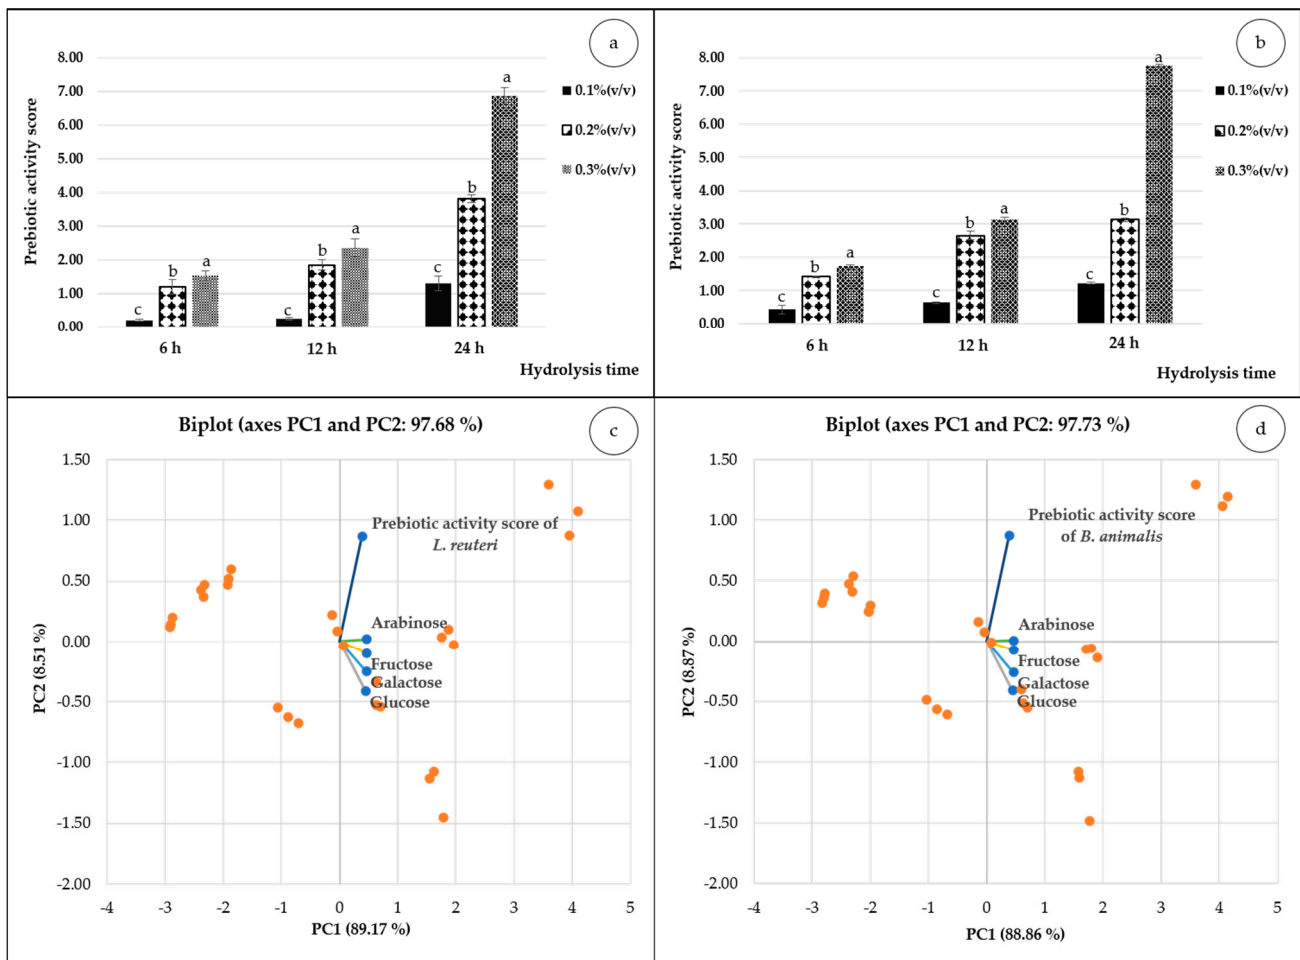 a
8.00
7.00
6.00
5.00
4.00
3.00
2.00
1.00
0.00
Prebiotic activity score
c
b
a
c
b
a
c
b
a
0.1%(v/v)
0.2%(v/v)
0.3%(v/v)
6 h
12 h
24 h
Hydrolysis time
b
8.00
7.00
6.00
5.00
4.00
3.00
2.00
1.00
0.00
Prebiotic activity score
c
b
a
c
b
a
c
b
a
0.1%(v/v)
0.2%(v/v)
0.3%(v/v)
6 h
12 h
24 h
Hydrolysis time
Biplot (axes PC1 and PC2: 97.68 %)
c
1.50
1.00
0.50
0.00
-0.50
-1.00
-1.50
-2.00
PC2 (8.51 %)
Prebiotic activity score of
L. reuteri
Arabinose
Fructose
Galactose
Glucose
-4
-3
-2
-1
0
1
2
3
4
5
PC1 (89.17 %)
Biplot (axes PC1 and PC2: 97.73 %)
d
1.50
1.00
0.50
0.00
-0.50
-1.00
-1.50
-2.00
PC2 (8.87 %)
Prebiotic activity score
of B. animalis
Arabinose
Fructose
Galactose
Glucose
-4
-3
-2
-1
0
1
2
3
4
5
PC1 (88.86 %)